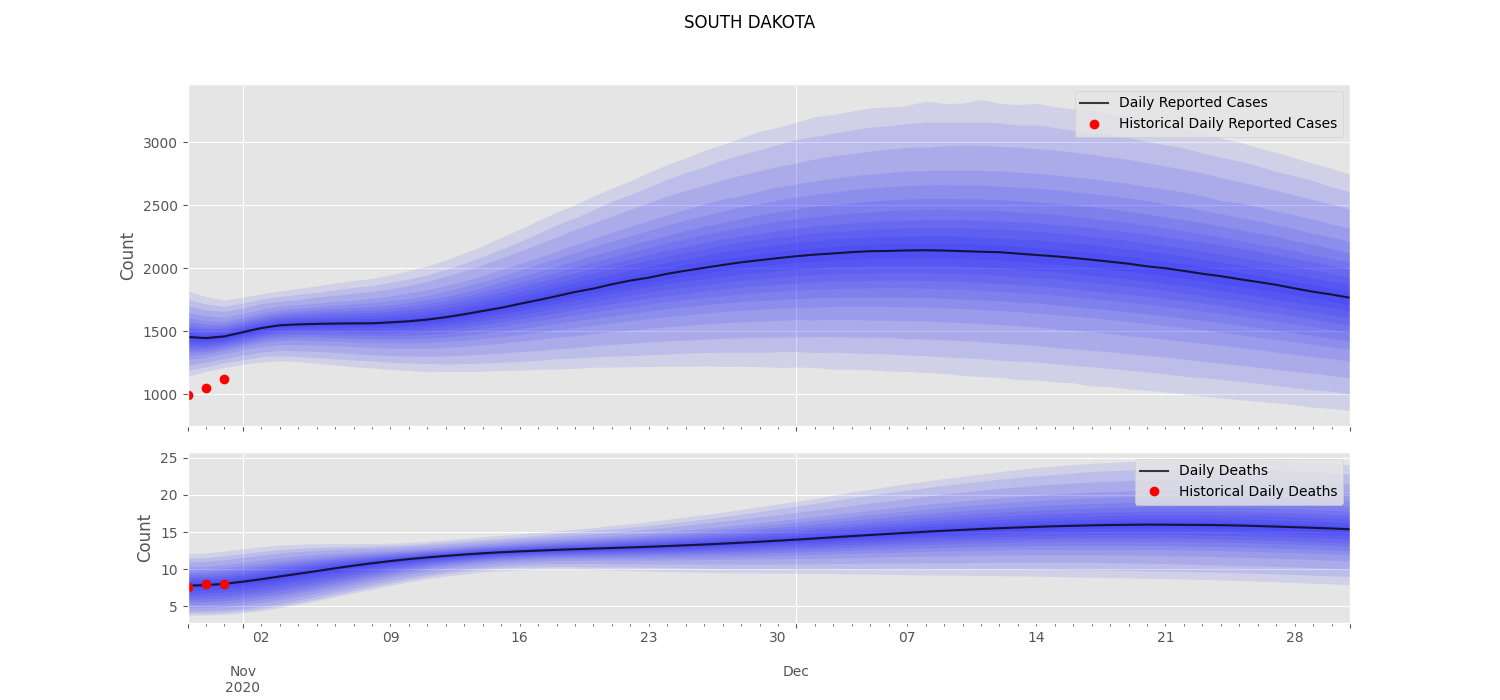 SOUTH DAKOTA
Daily Reported Cases
Historical Daily Reported Cases
Count
3000
2500
2000
1500
1000
Daily Deaths
Historical Daily Deaths
Count
25
20
15
10
5
02 09 16 23 30 07 14 21 28
Nov Dec
2020